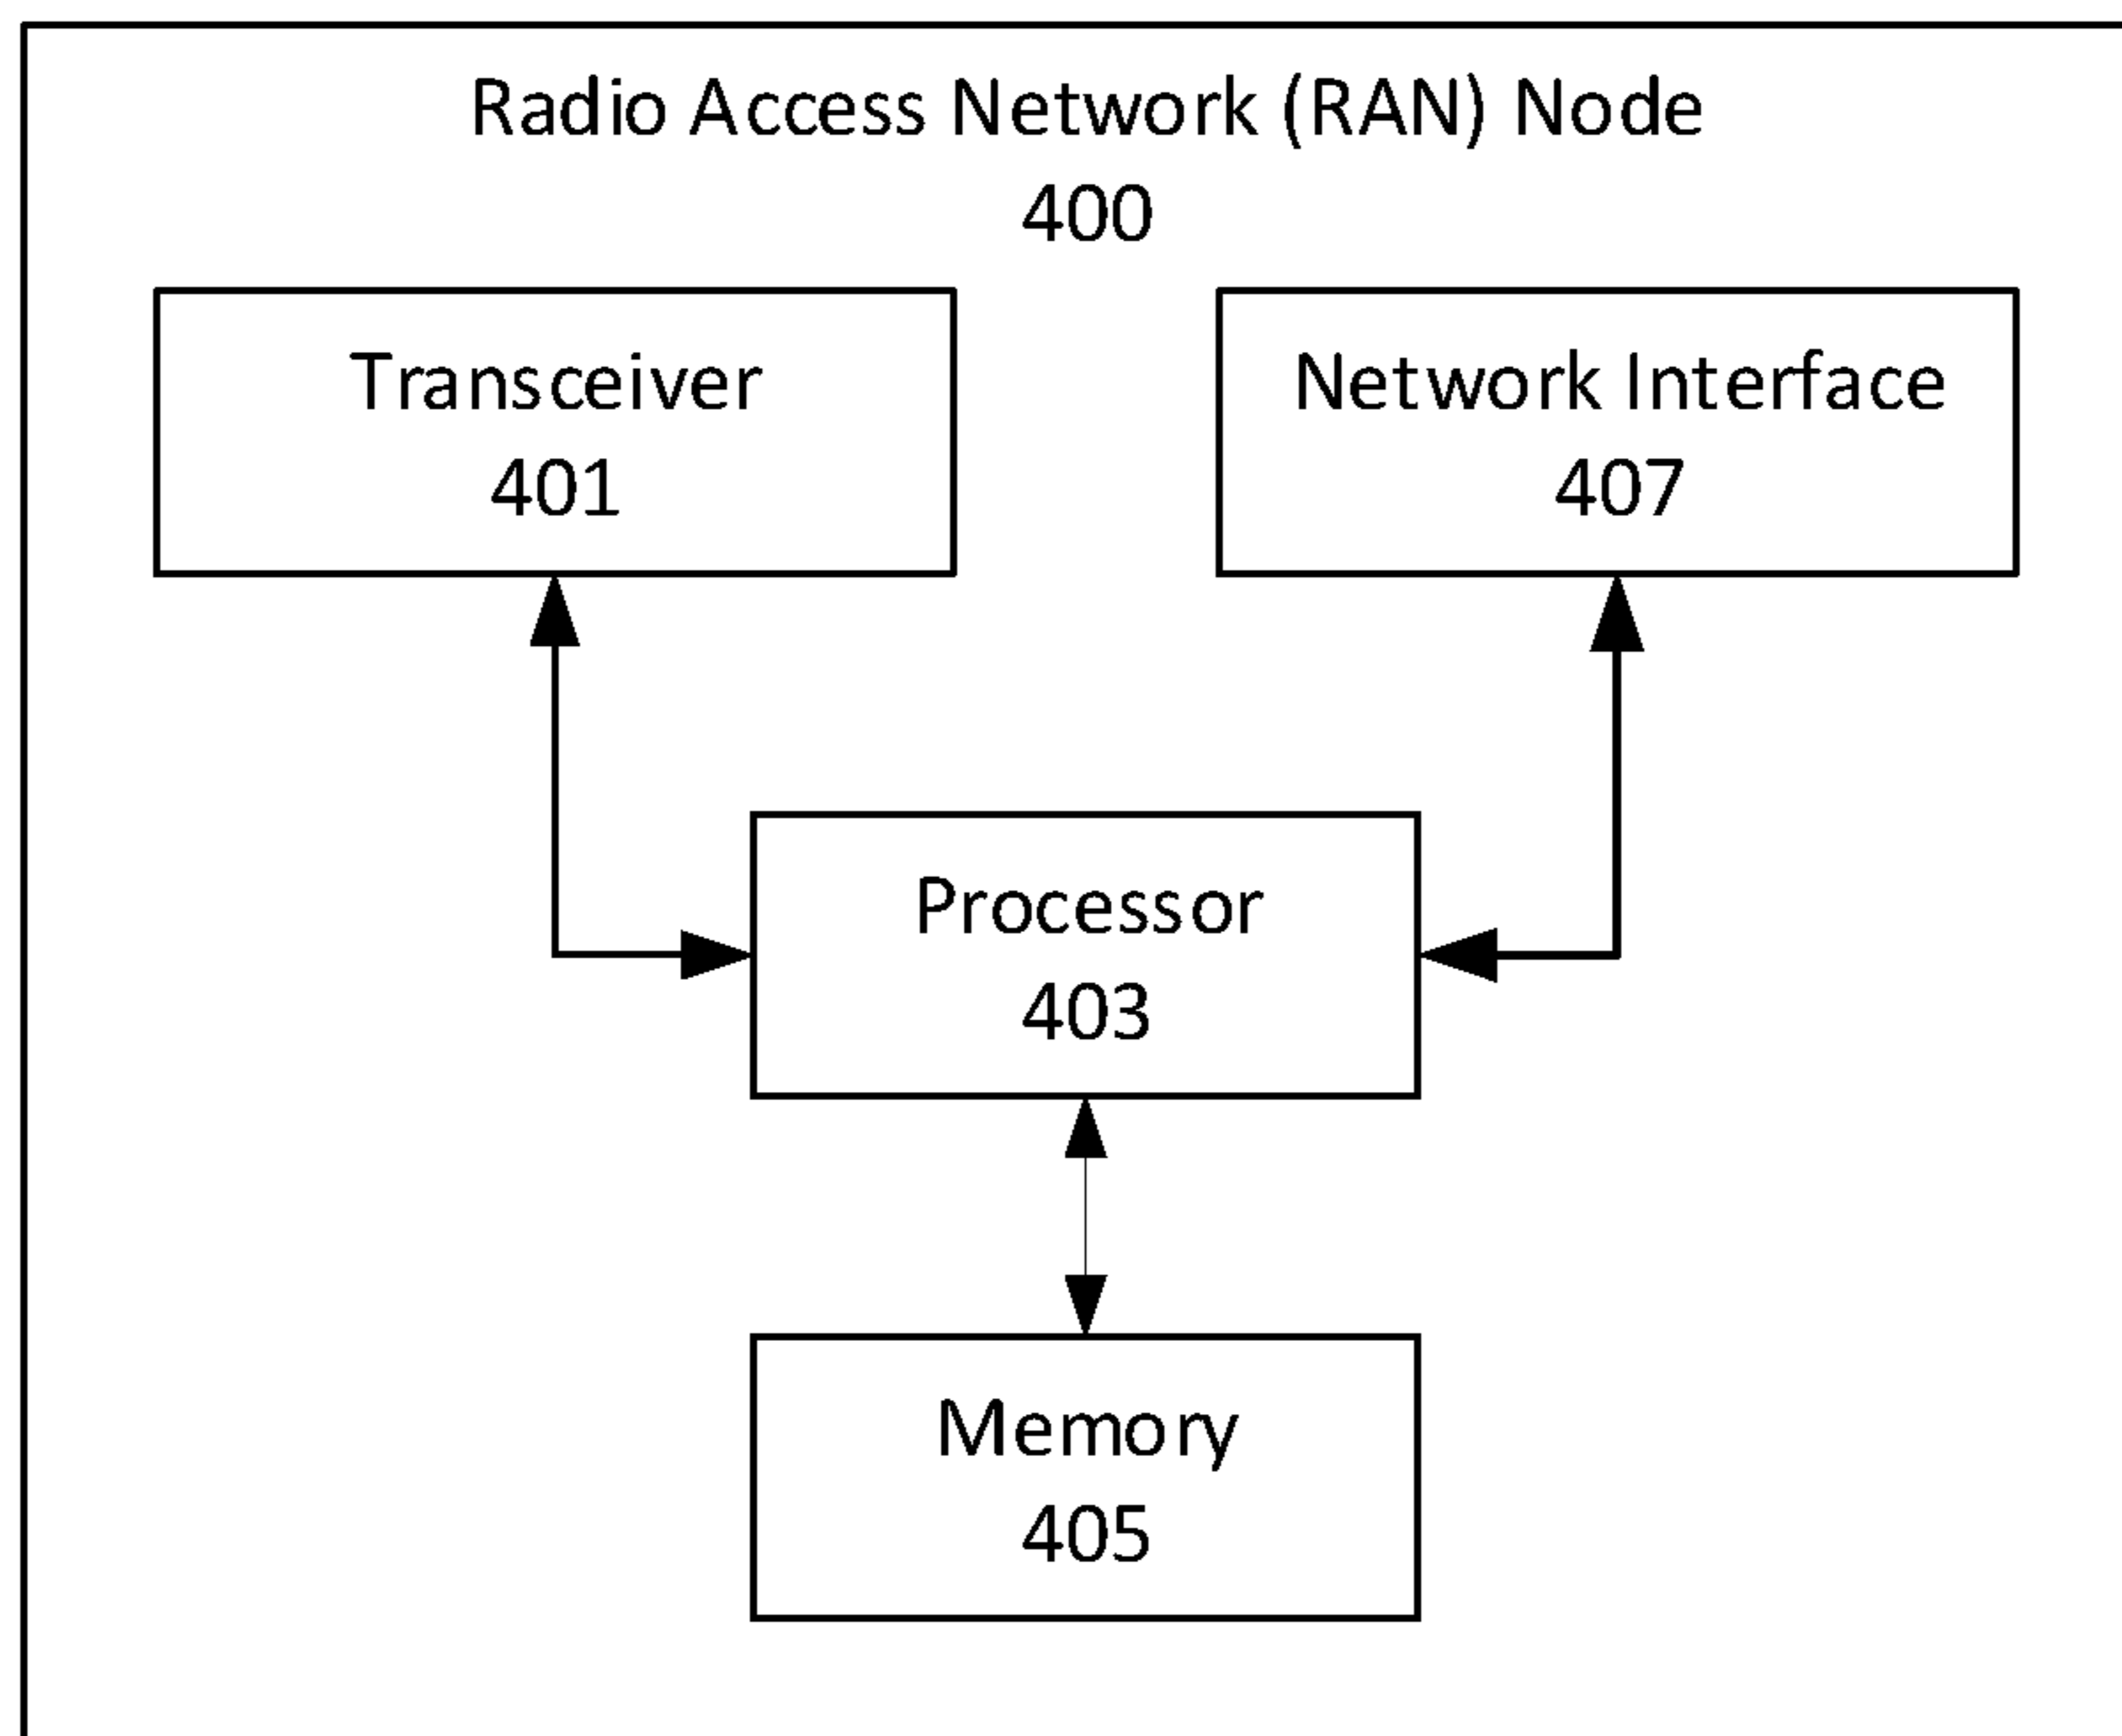 Radio Access Network (RAN) Node
400
Transceiver
401
Network Interface
407
Processor
403
Memory
405